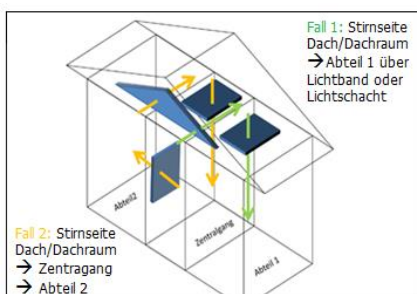 Fall 1: Stirnseite
Dach/Dachraum
→ Abteil 1 über
Lichtband oder
Lichtschacht
Abteil2
Zentralgang
Abteil 1
Fall 2: Stirnseite
Dach/Dachraum
→ Zentragang
→ Abteil 2